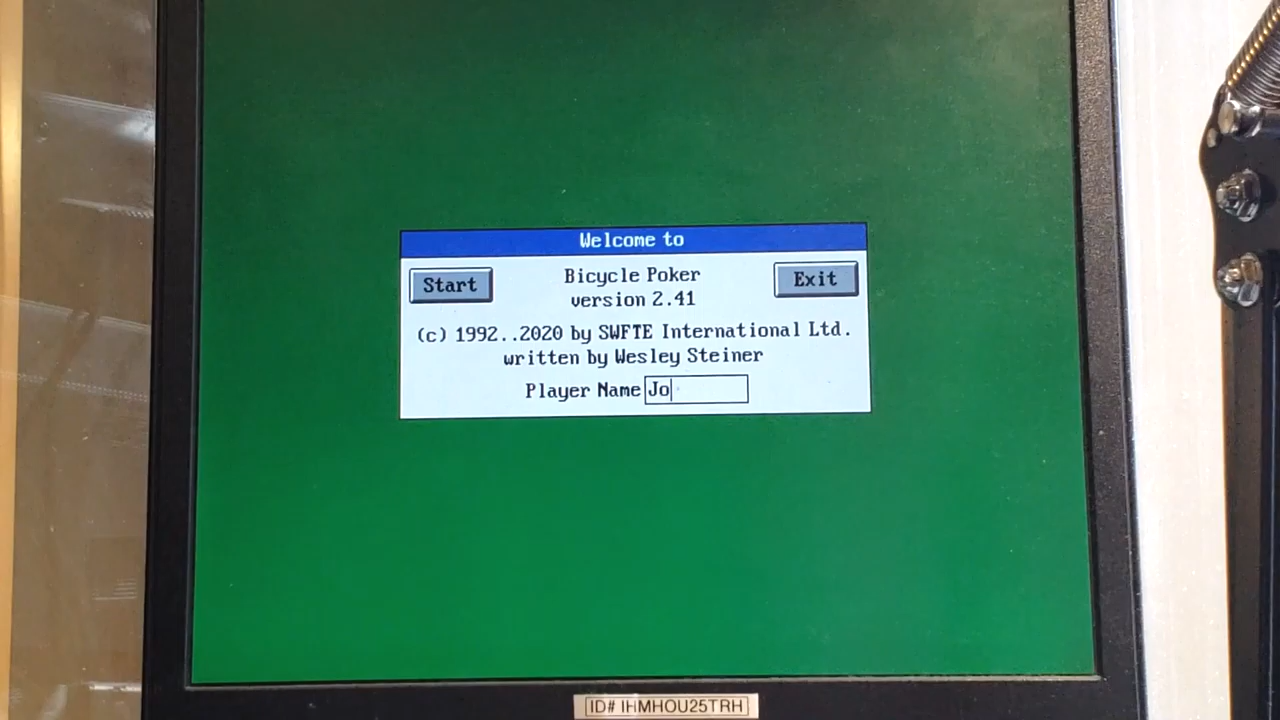 Welcome to
Start
Bicycle Poker
Exit
version 2.41
(c) 1992..2020 by SWFTE International Ltd.
written by Wesley Steiner
Player Name Jo
ID# IHMHOU25TRH